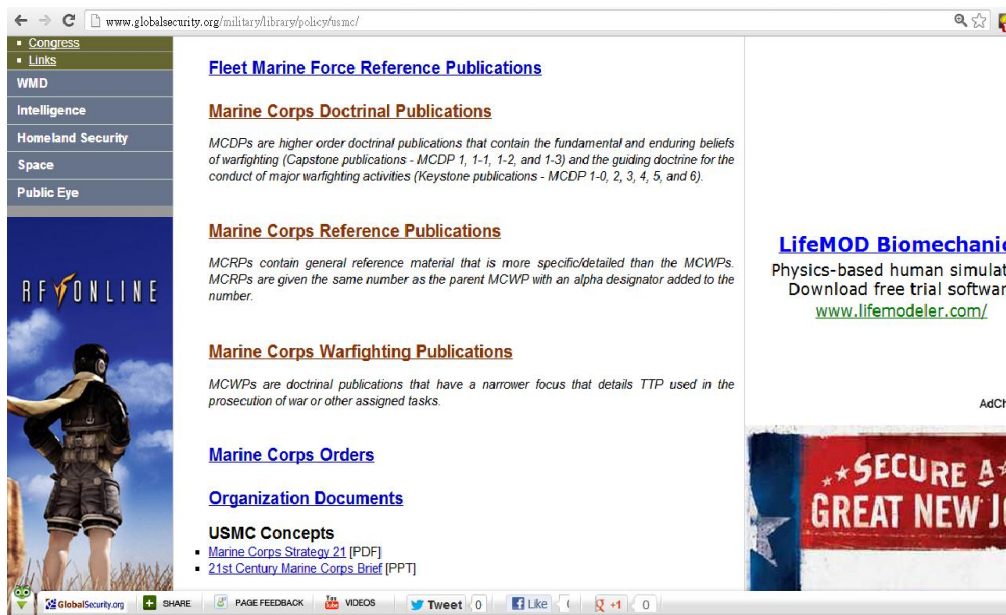 www.globalsecurity.org/military/library/policy/usmc/
Congress
Links
WMD
Intelligence
Homeland Security
Space
Public Eye
RF ONLINE
Fleet Marine Force Reference Publications
Marine Corps Doctrinal Publications
MCDPs are higher order doctrinal publications that contain the fundamental and enduring beliefs
of warfighting (Capstone publications - MCDP 1, 1-1, 1-2, and 1-3) and the guiding doctrine for the
conduct of major warfighting activities (Keystone publications - MCDP 1-0, 2, 3, 4, 5, and 6).
Marine Corps Reference Publications
MCRPs contain general reference material that is more specific/detailed than the MCWPs.
MCRPs are given the same number as the parent MCWP with an alpha designator added to the
number.
Marine Corps Warfighting Publications
MCWPs are doctrinal publications that have a narrower focus that details TTP used in the
prosecution of war or other assigned tasks.
Marine Corps Orders
Organization Documents
USMC Concepts
Marine Corps Strategy 21 [PDF]
21st Century Marine Corps Brief [PPT]
LifeMOD Biomechanic
Physics-based human simulat
Download free trial softwar
www.lifemodeler.com/
AdCh
SECURE A
GREAT NEW JO
GlobalSecurity.org SHARE PAGE FEEDBACK You Tube VIDEOS Tweet 0 Like +1 0